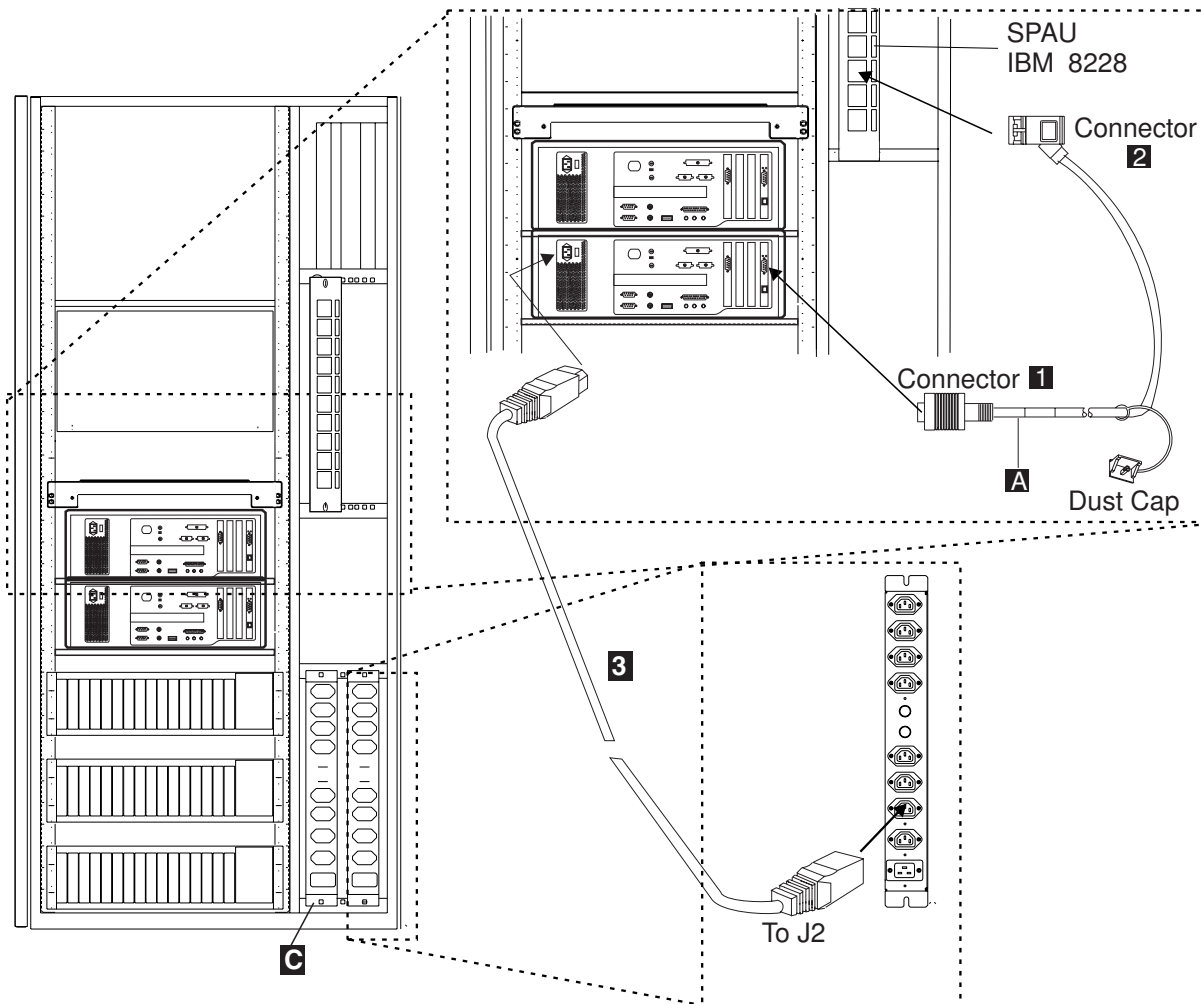 SPAU
IBM 8228
Connector
2
Connector 1
A
Dust Cap
3
To J2
C